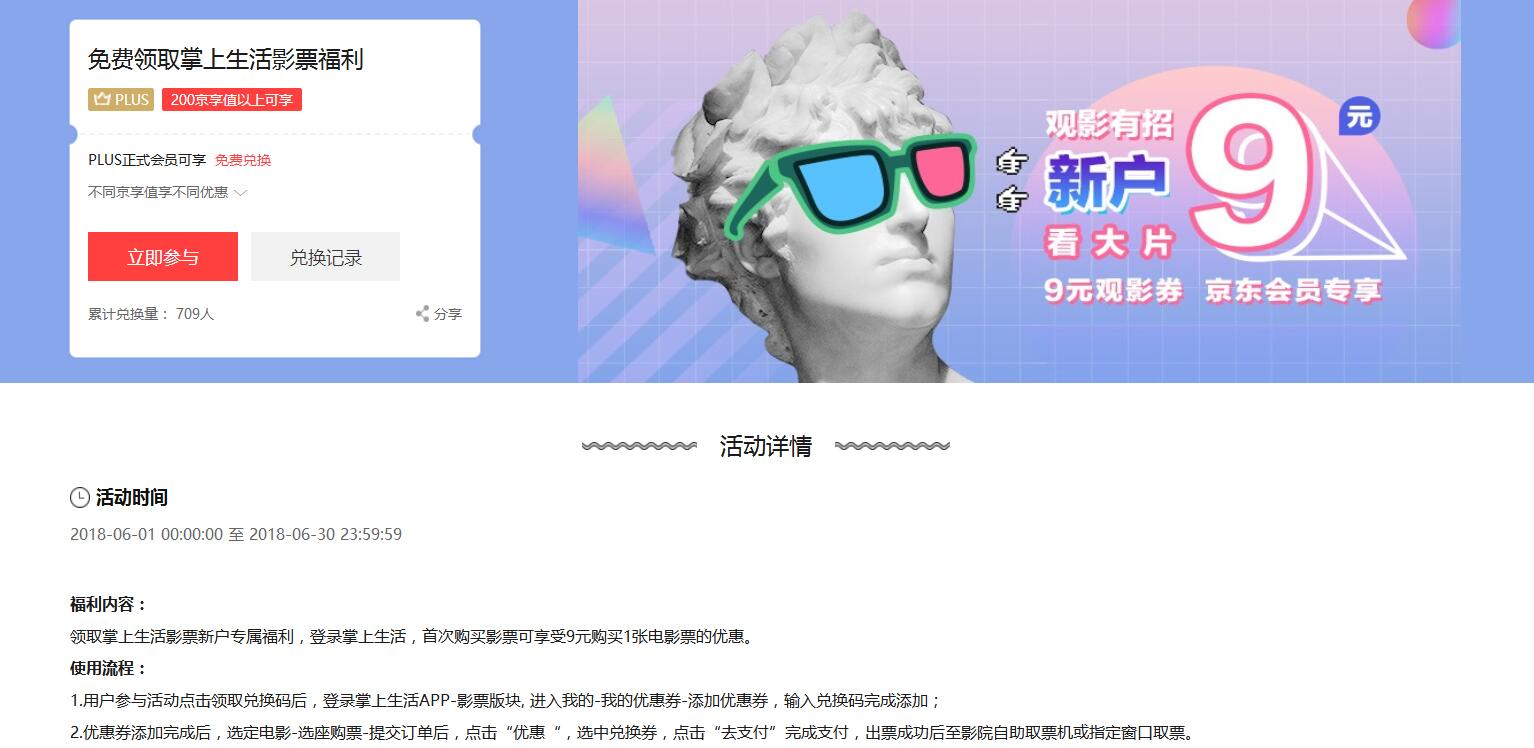 免费领取掌上生活影票福利
PLUS 200京享值以上可享
PLUS正式会员可享 免费兑换
不同京享值享不同优惠
立即参与 兑换记录
累计兑换量： 709人 分享
观影有招
新户
看大片
9元
9元观影券 京东会员专享
活动详情
活动时间
2018-06-01 00:00:00 至 2018-06-30 23:59:59
福利内容：
领取掌上生活影票新户专属福利，登录掌上生活，首次购买影票可享受9元购买1张电影票的优惠。
使用流程：
1.用户参与活动点击领取兑换码后，登录掌上生活APP-影票版块, 进入我的-我的优惠券-添加优惠券，输入兑换码完成添加；
2.优惠券添加完成后，选定电影-选座购票-提交订单后，点击“优惠“，选中兑换券，点击“去支付”完成支付，出票成功后至影院自助取票机或指定窗口取票。